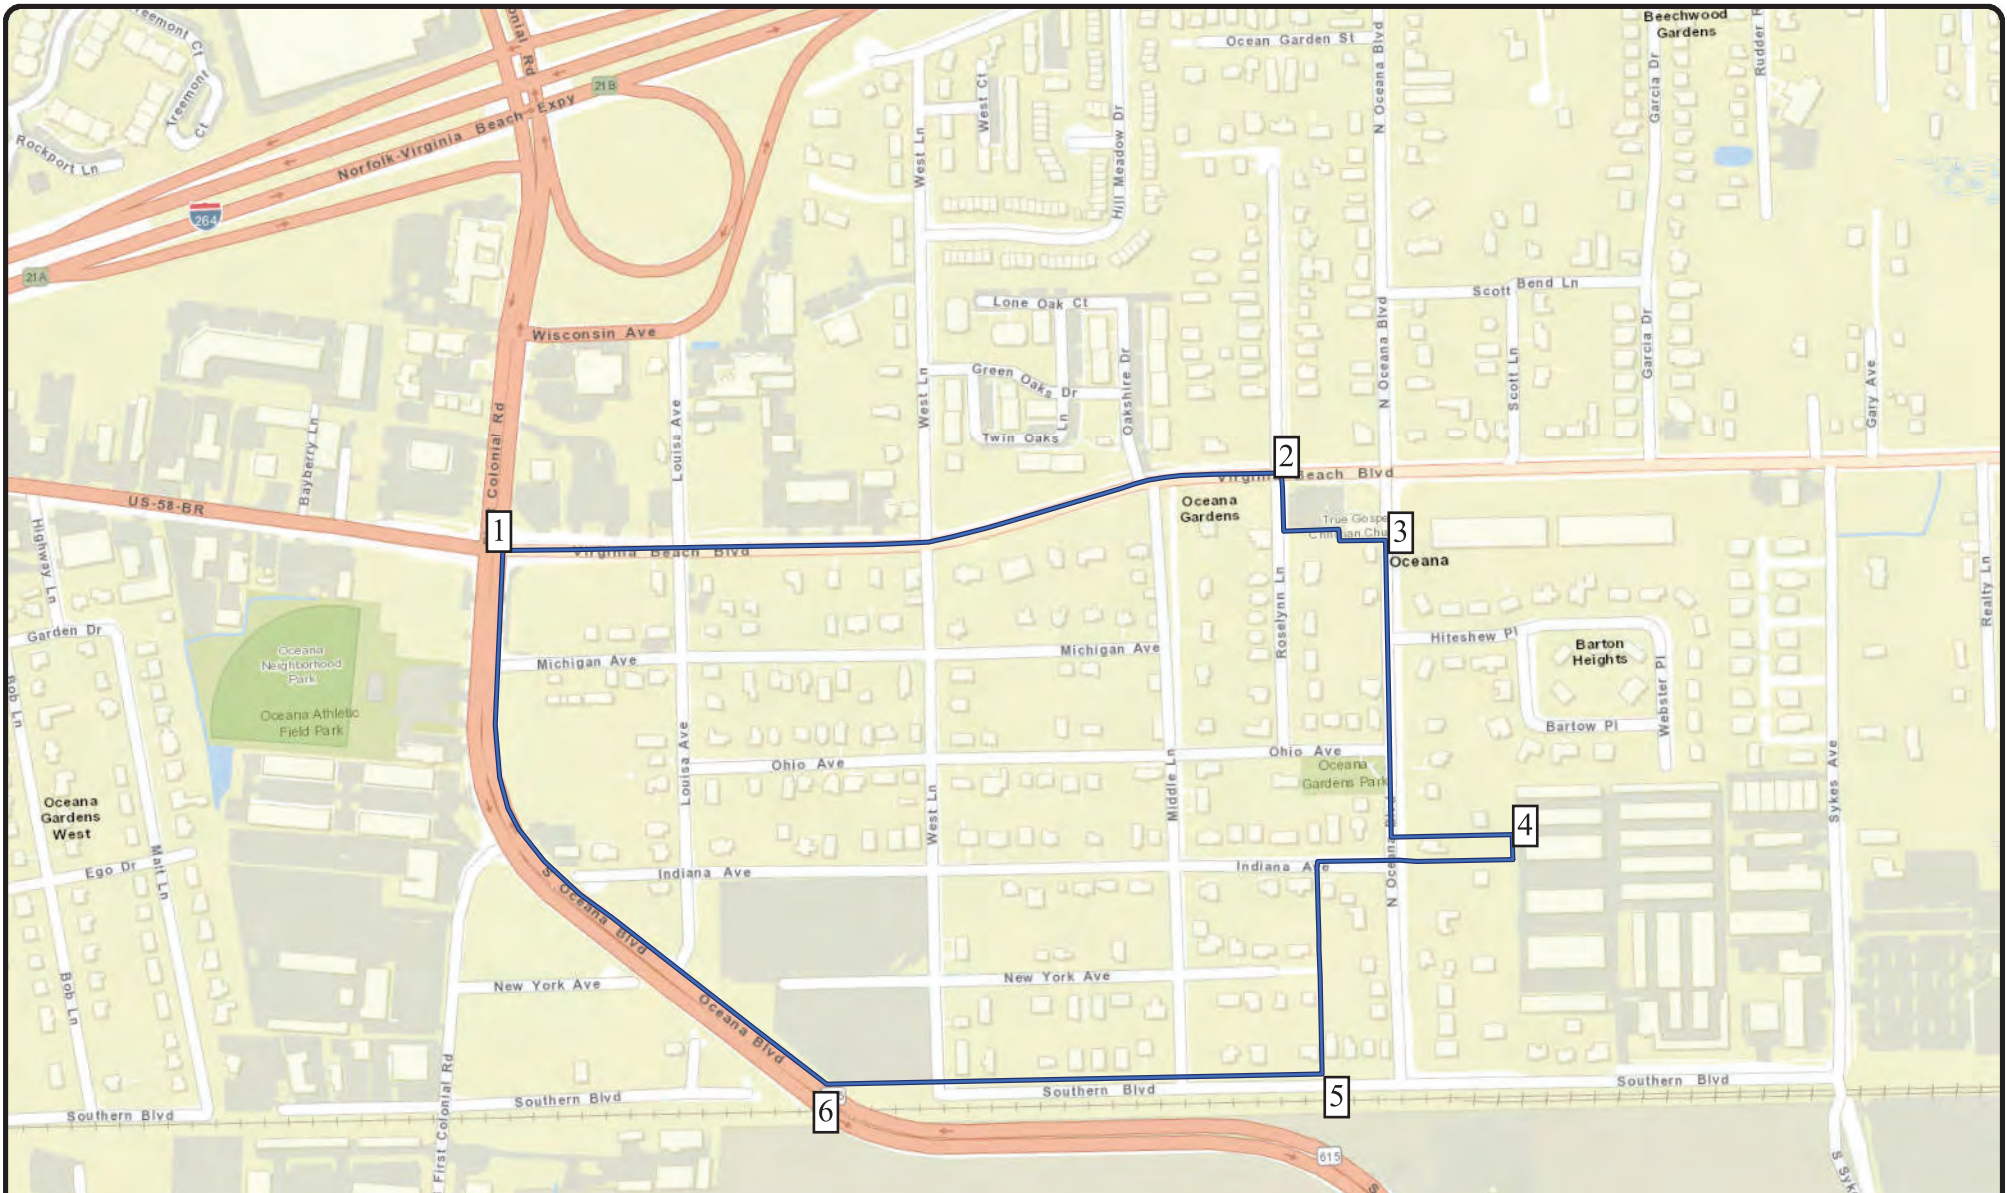 Treemont Ct
Colonial Rd
Ocean Garden St
N Oceana Blvd
Beechwood
Gardens
Garcia Dr
21B
Treemont
Ct
West Ct
Hill Meadow Dr
Norfolk-Virginia Beach Expy
Rockport Ln
West Ln
264
21A
Scott Bend Ln
Lone Oak Ct
Wisconsin Ave
N Oceana Blvd
Garcia Dr
Scott Ln
Oakshire Dr
Gary Ave
Green Oaks Dr
West Ln
Louisa Ave
Colonial Rd
Bayberry Ln
Twin Oaks Ln
2
Virginia Beach Blvd
US-58-BR
Oceana
Gardens
1
3
True Gospel
Christian Church
Highway Ln
Virginia Beach Blvd
Oceana
Realty Ln
Roselynn Ln
Garden Dr
Hiteshew Pl
Barton
Heights
Oceana
Neighborhood
Park
Michigan Ave
Michigan Ave
Webster Pl
Bob Ln
Oceana Athletic
Field Park
Bartow Pl
Louisa Ave
Ohio Ave
Ohio Ave
Middle Ln
Sykes Ave
Oceana
Gardens Park
Oceana
Gardens
West
West Ln
4
Ego Dr
Matt Ln
Indiana Ave
Indiana Ave
N Oceana Blvd
S Oceana Blvd
New York Ave
New York Ave
Bob Ln
Oceana Blvd
First Colonial Rd
Southern Blvd
Southern Blvd
Southern Blvd
Southern Blvd
5
6
615